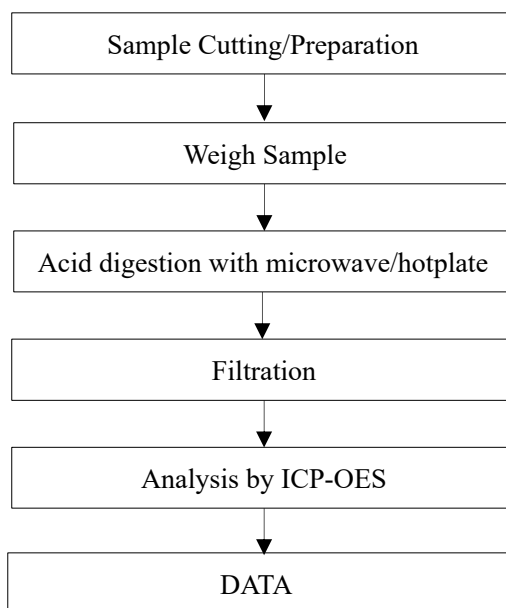 Sample Cutting/Preparation
Weigh Sample
Acid digestion with microwave/hotplate
Filtration
Analysis by ICP-OES
DATA